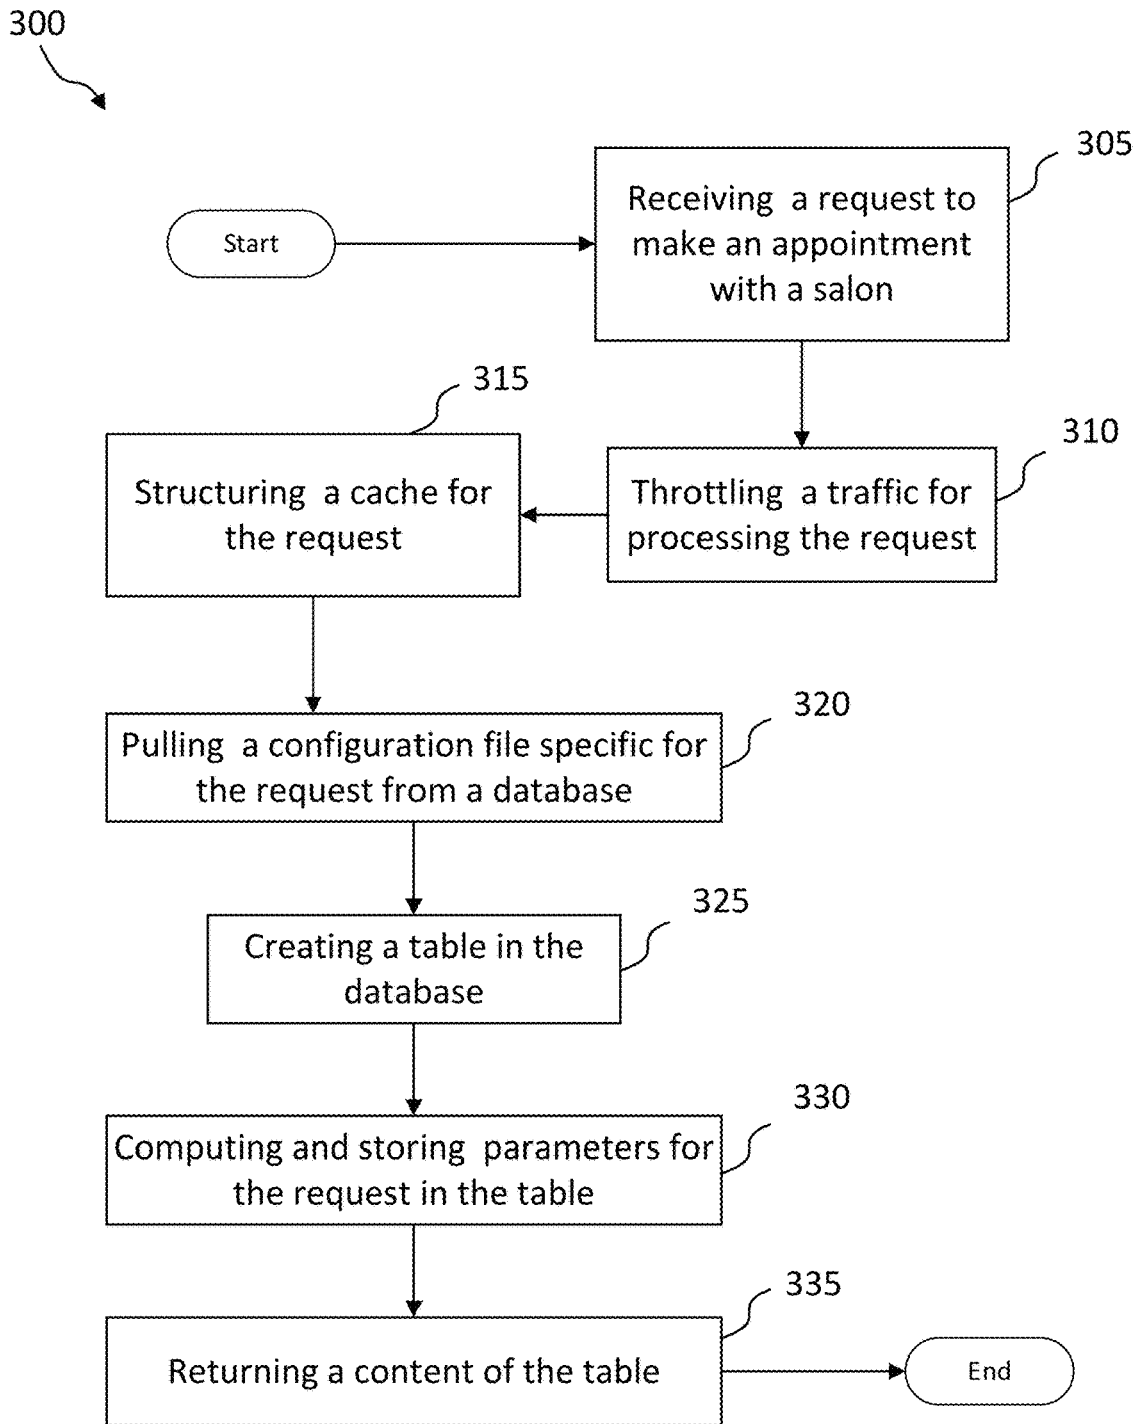 300
305
Receiving a request to
make an appointment
with a salon
Start
315
310
Structuring a cache for
the request
Throttling a traffic for
processing the request
320
Pulling a configuration file specific for
the request from a database
325
Creating a table in the
database
330
Computing and storing parameters for
the request in the table
335
Returning a content of the table
End